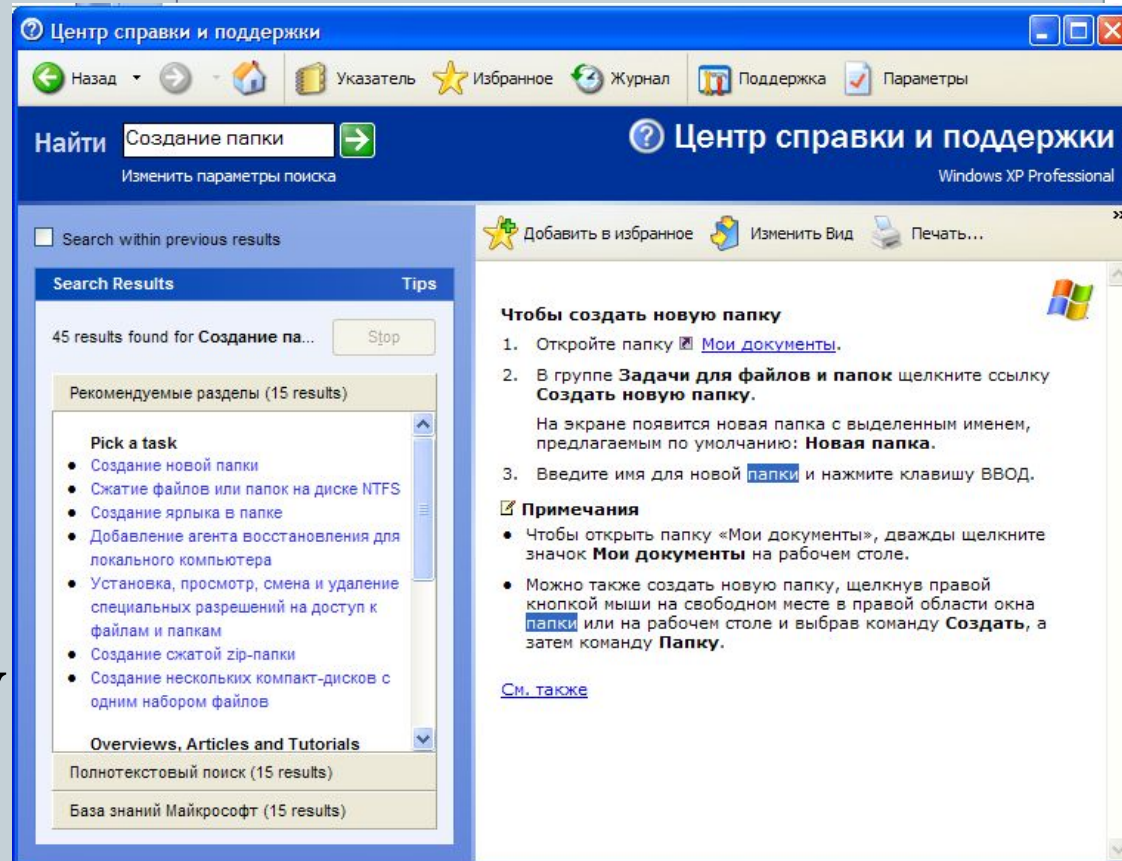 Центр справки и поддержки
Назад
Указатель
Избранное
Журнал
Поддержка
Параметры
Найти
Создание папки
Изменить параметры поиска
Центр справки и поддержки
Windows XP Professional
Search within previous results
Search Results
Tips
45 results found for Создание па...
Stop
Рекомендуемые разделы (15 results)
Pick a task
• Создание новой папки
• Сжатие файлов или папок на диске NTFS
• Создание ярлыка в папке
• Добавление агента восстановления для
локального компьютера
• Установка, просмотр, смена и удаление
специальных разрешений на доступ к
файлам и папкам
• Создание сжатой zip-папки
• Создание нескольких компакт-дисков с
одним набором файлов
Overviews, Articles and Tutorials
Полнотекстовый поиск (15 results)
База знаний Майкрософт (15 results)
Добавить в избранное
Изменить Вид
Печать...
»
Чтобы создать новую папку
1. Откройте папку Мои документы.
2. В группе Задачи для файлов и папок щелкните ссылку
Создать новую папку.
На экране появится новая папка с выделенным именем,
предлагаемым по умолчанию: Новая папка.
3. Введите имя для новой папки и нажмите клавишу ВВОД.
Примечания
• Чтобы открыть папку «Мои документы», дважды щелкните
значок Мои документы на рабочем столе.
• Можно также создать новую папку, щелкнув правой
кнопкой мыши на свободном месте в правой области окна
папки или на рабочем столе и выбрав команду Создать, а
затем команду Папку.
См. также